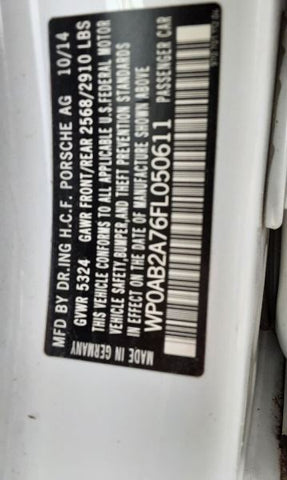 MFD BY DR.ING H.C.F. PORSCHE AG 10/14
GVWR 5324 GAWR FRONT/REAR 2568/2910 LBS
THIS VEHICLE CONFORMS TO ALL APPLICABLE U.S.FEDERAL MOTOR
VEHICLE SAFETY,BUMPER,AND THEFT PREVENTION STANDARDS
IN EFFECT ON THE DATE OF MANUFACTURE SHOWN ABOVE
WP0AB2A76FL050611 PASSENGER CAR
MADE IN GERMANY